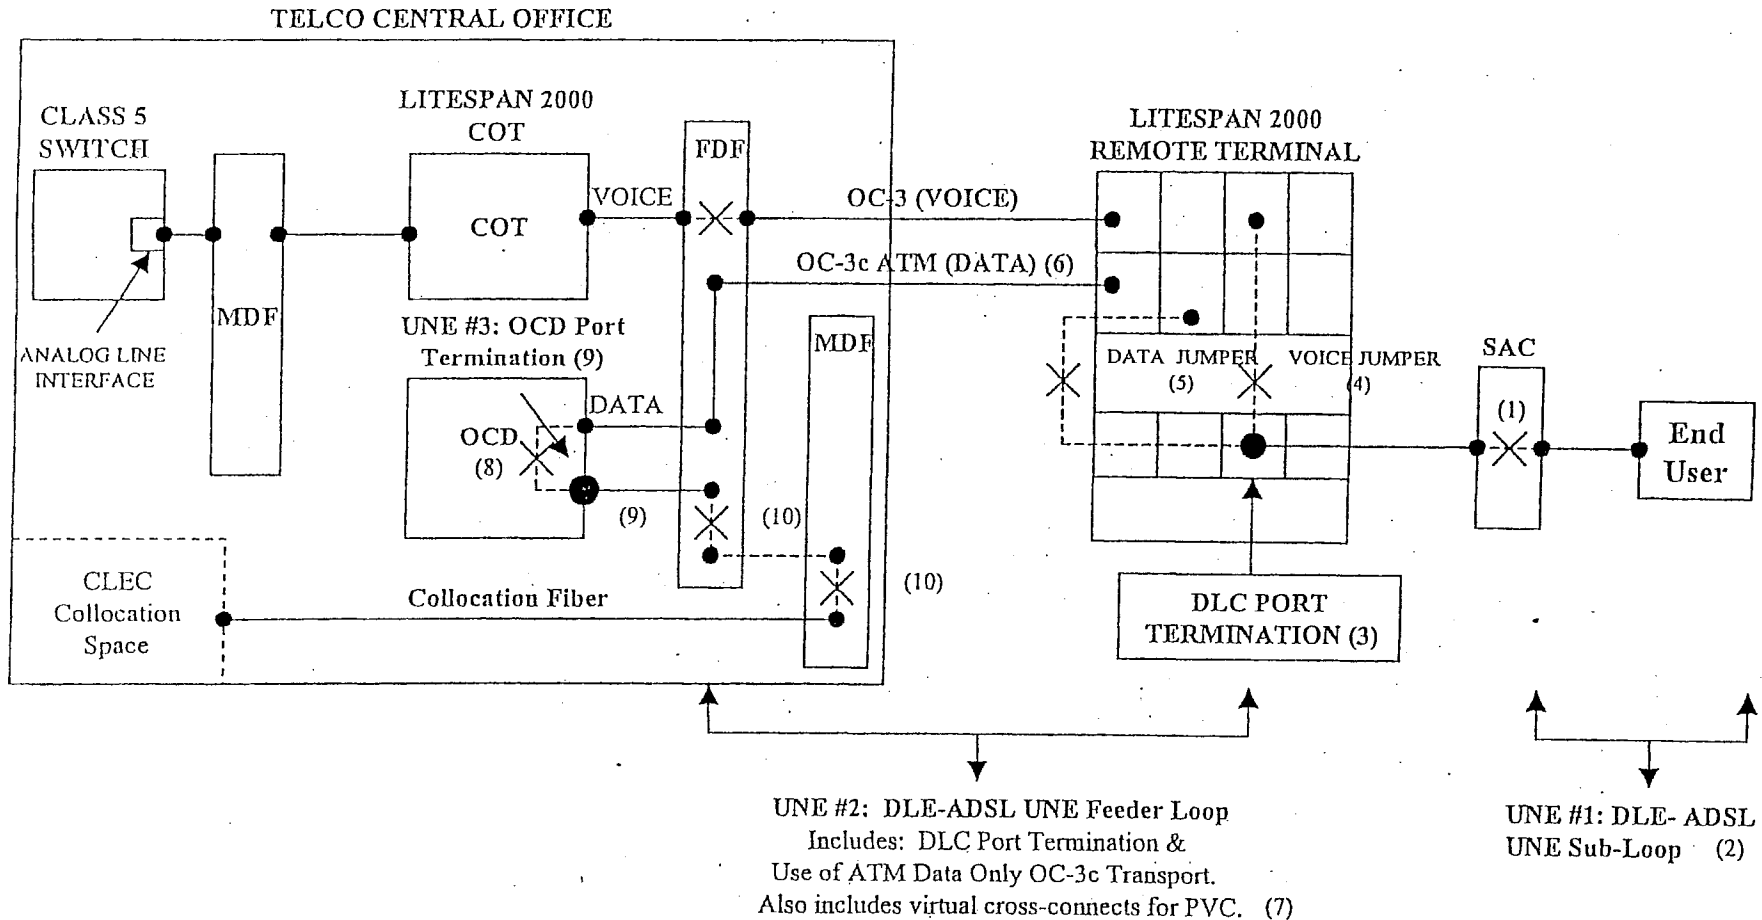 TELCO CENTRAL OFFICE
CLASS 5
SWITCH
LITESPAN 2000
COT
COT
MDF
ANALOG LINE
INTERFACE
VOICE
FDF
OC-3 (VOICE)
OC-3c ATM (DATA) (6)
LITESPAN 2000
REMOTE TERMINAL
UNE #3: OCD Port
Termination (9)
DATA
OCD
(8)
(9)
(10)
MDF
(10)
DATA JUMPER
(5)
VOICE JUMPER
(4)
SAC
(1)
End
User
CLEC
Collocation
Space
Collocation Fiber
DLC PORT
TERMINATION (3)
UNE #2: DLE-ADSL UNE Feeder Loop
Includes: DLC Port Termination &
Use of ATM Data Only OC-3c Transport.
Also includes virtual cross-connects for PVC. (7)
UNE #1: DLE- ADSL
UNE Sub-Loop (2)